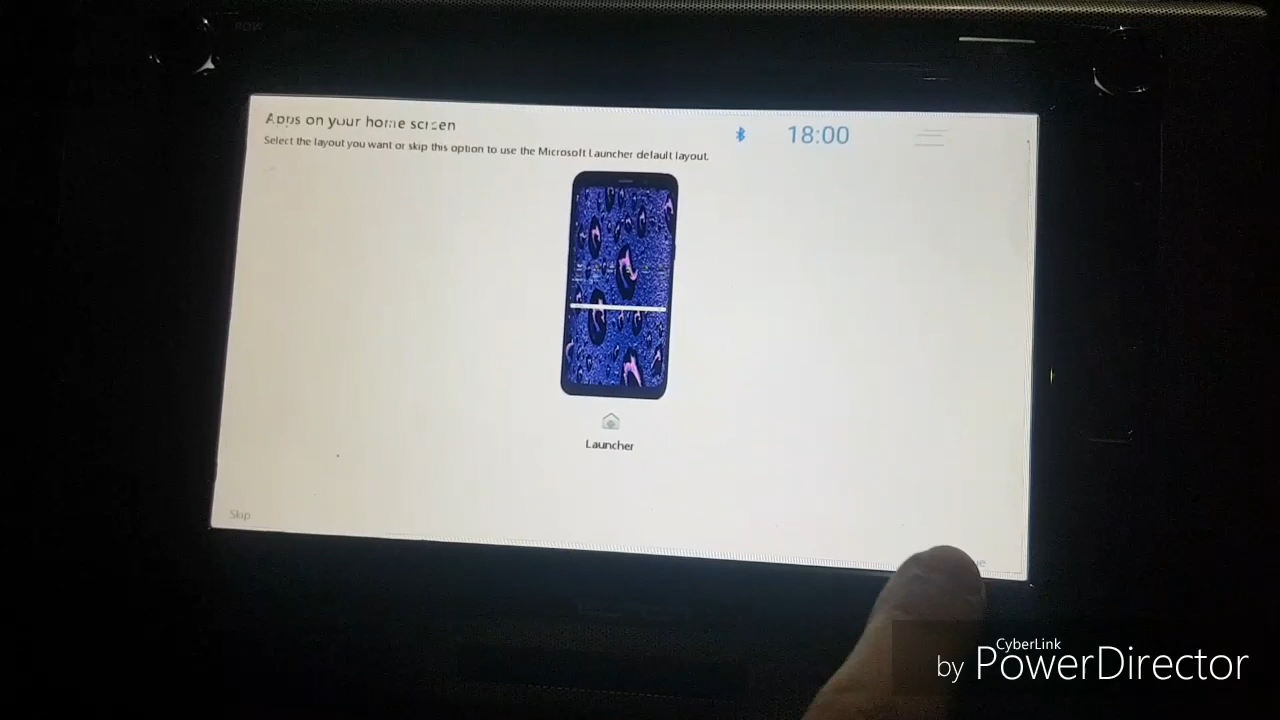 Apps on your home screen
18:00
Select the layout you want or skip this option to use the Microsoft Launcher default layout.
Launcher
Skip
CyberLink
by PowerDirector